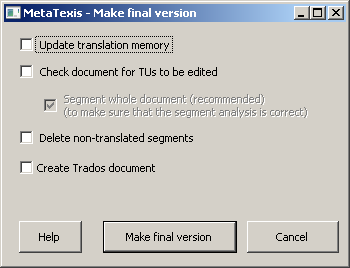 MetaTexis - Make final version
Update translation memory
Check document for TUs to be edited
Segment whole document (recommended)
(to make sure that the segment analysis is correct)
Delete non-translated segments
Create Trados document
Help
Make final version
Cancel